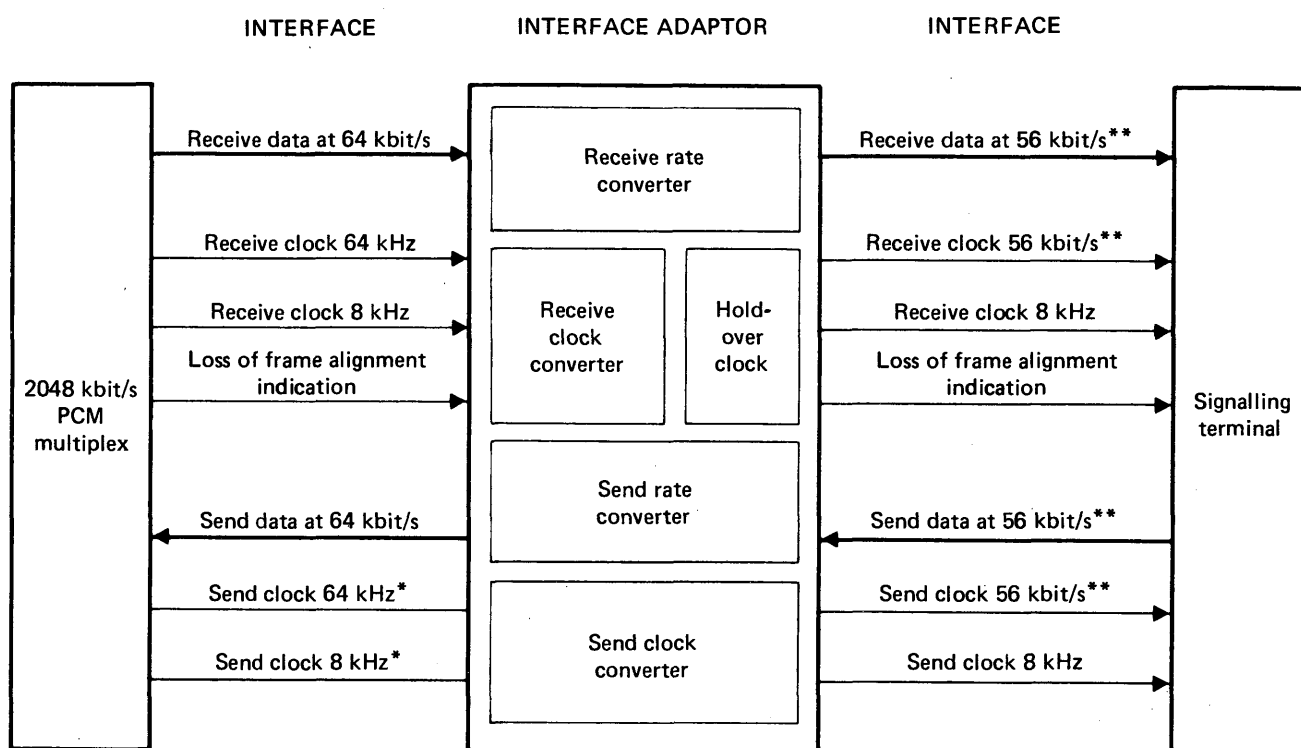 INTERFACE
INTERFACE ADAPTOR
INTERFACE
2048 kbit/s
PCM
multiplex
Receive data at 64 kbit/s
Receive clock 64 kHz
Receive clock 8 kHz
Loss of frame alignment
indication
Send data at 64 kbit/s
Send clock 64 kHz*
Send clock 8 kHz*
Receive rate
converter
Receive
clock
converter
Hold-
over
clock
Send rate
converter
Send clock
converter
Receive data at 56 kbit/s**
Receive clock 56 kbit/s**
Receive clock 8 kHz
Loss of frame alignment
indication
Send data at 56 kbit/s**
Send clock 56 kbit/s**
Send clock 8 kHz
Signalling
terminal